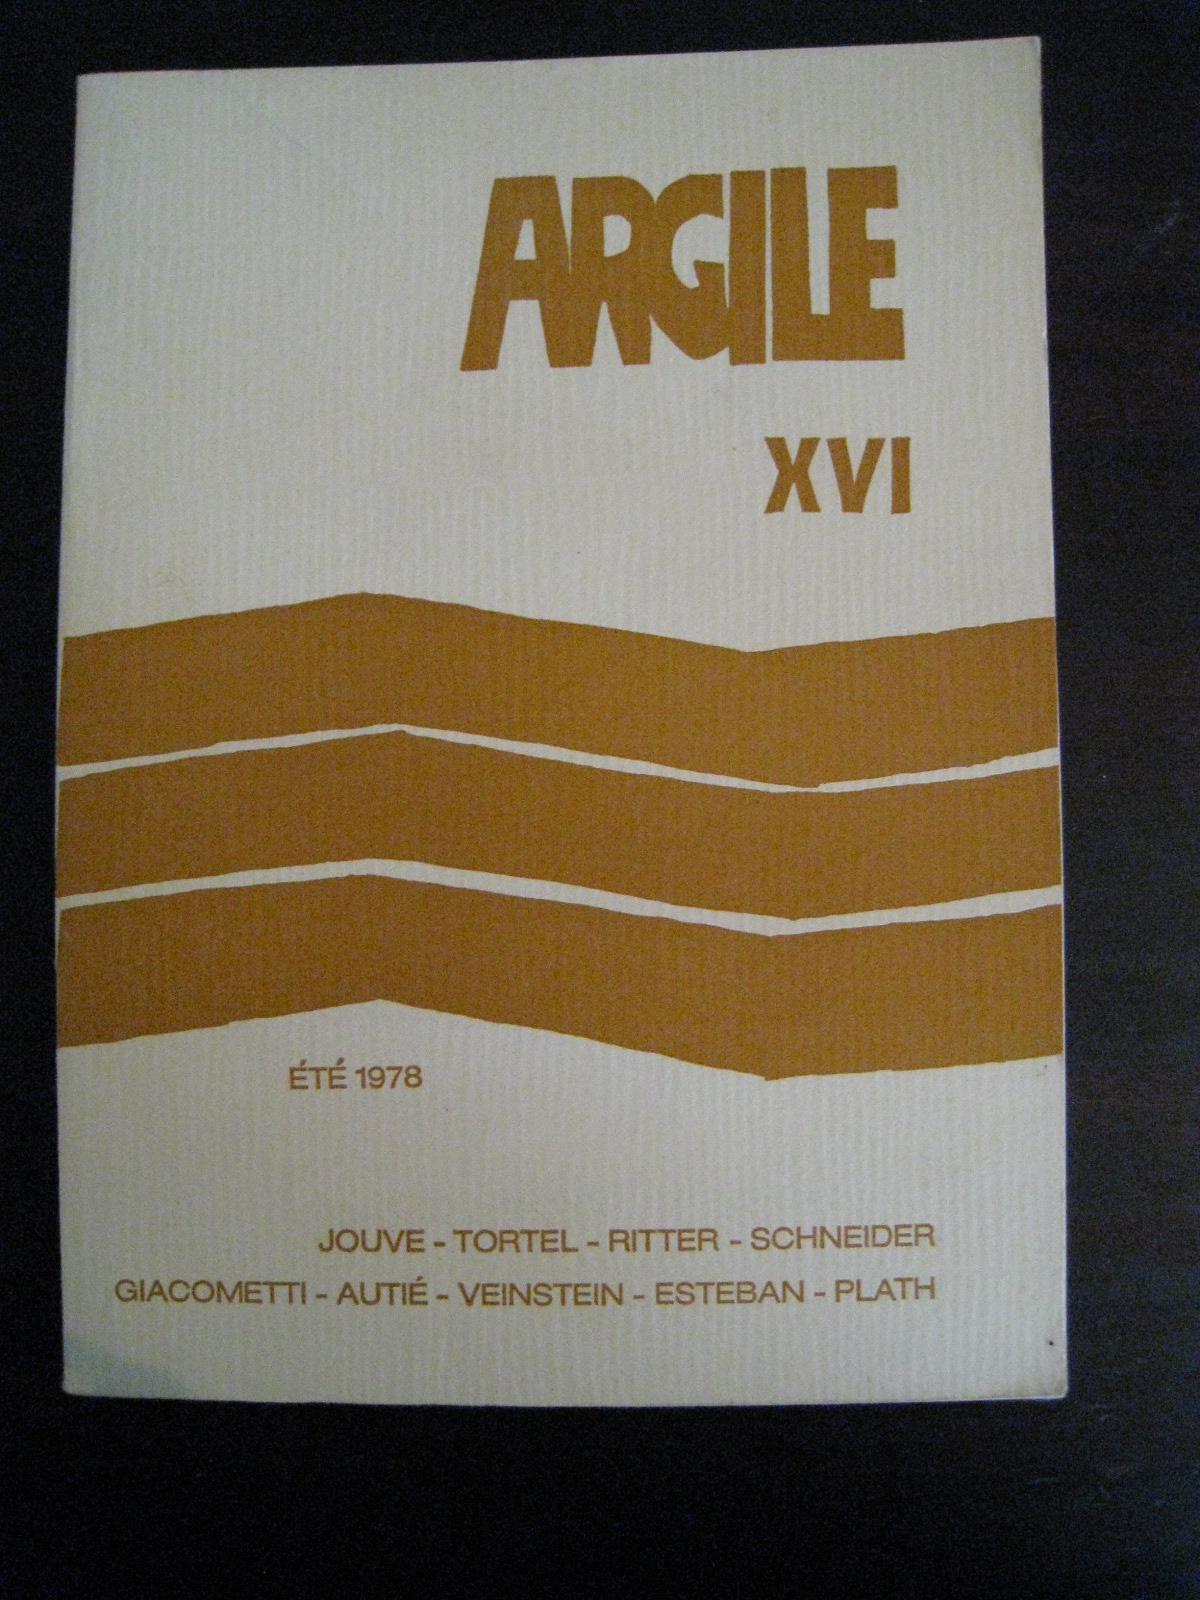 ARGILE
XVI
ÉTÉ 1978
JOUVE - TORTEL - RITTER - SCHNEIDER
GIACOMETTI - AUTIÉ - VEINSTEIN - ESTEBAN - PLATH